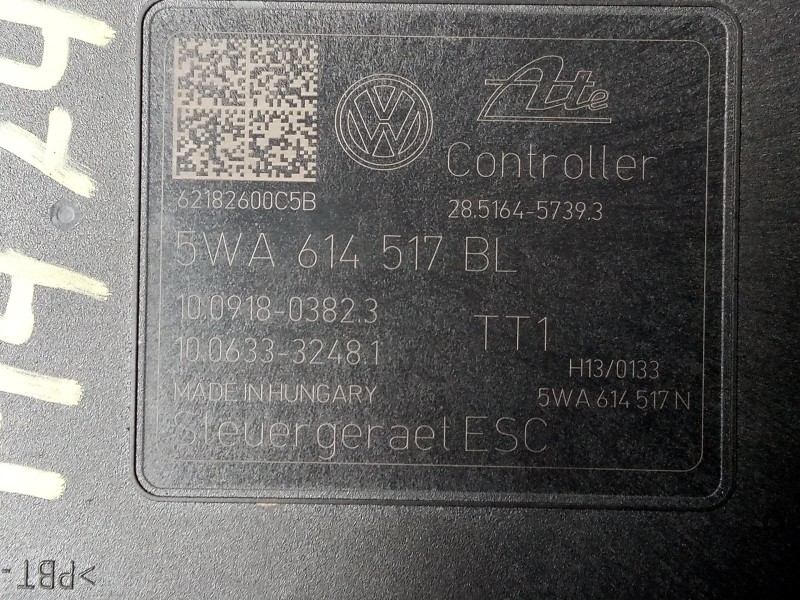 Ate
Controller
62182600C5B
28.5164-5739.3
5WA 614 517 BL
10.0918-0382.3
TT1
10.0633-3248.1
H13/0133
MADE IN HUNGARY
5WA 614 517 N
Steuergeraet ESC
>PBT-